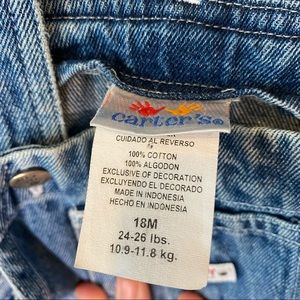 carter's®
CUIDADO AL REVERSO
100% COTTON
100% ALGODON
EXCLUSIVE OF DECORATION
EXCLUYENDO EL DECORADO
MADE IN INDONESIA
HECHO EN INDONESIA
18M
24-26 lbs.
10.9-11.8 kg.